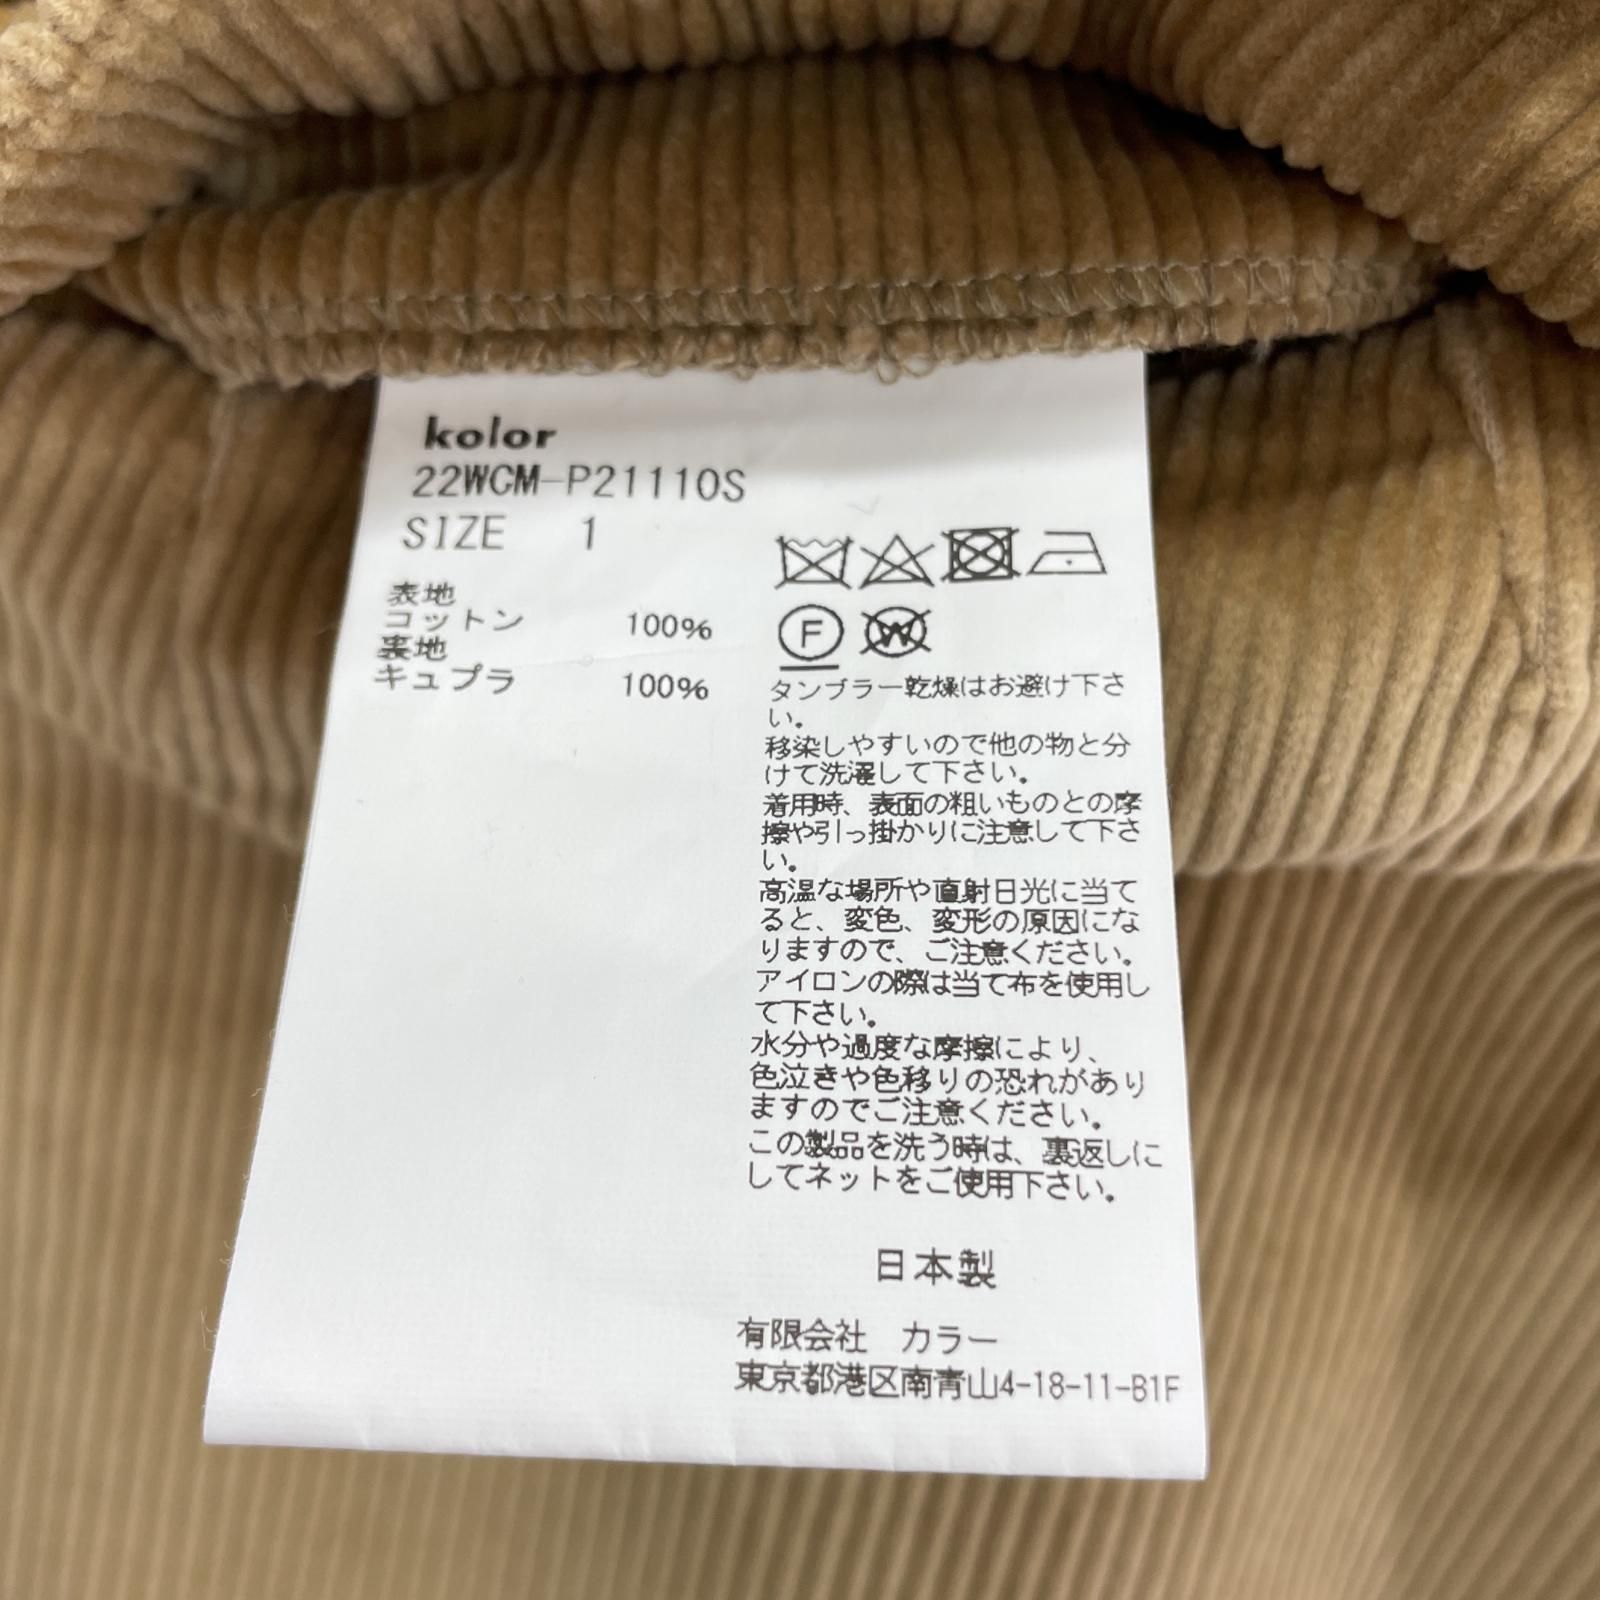 kolor
22WCM-P21110S
SIZE 1
表地
コットン 100%
裏地
キュプラ 100%
F
W
タンブラー乾燥はお避け下さ
い。
移染しやすいので他の物と分
けて洗濯して下さい。
着用時、表面の粗いものとの摩
擦や引っ掛かりに注意して下さ
い。
高温な場所や直射日光に当て
ると、変色、変形の原因にな
りますので、ご注意ください。
アイロンの際は当て布を使用し
て下さい。
水分や過度な摩擦により、
色泣きや色移りの恐れがあり
ますのでご注意ください。
この製品を洗う時は、裏返しに
してネットをご使用下さい。
日本製
有限会社 カラー
東京都港区南青山4-18-11-B1F